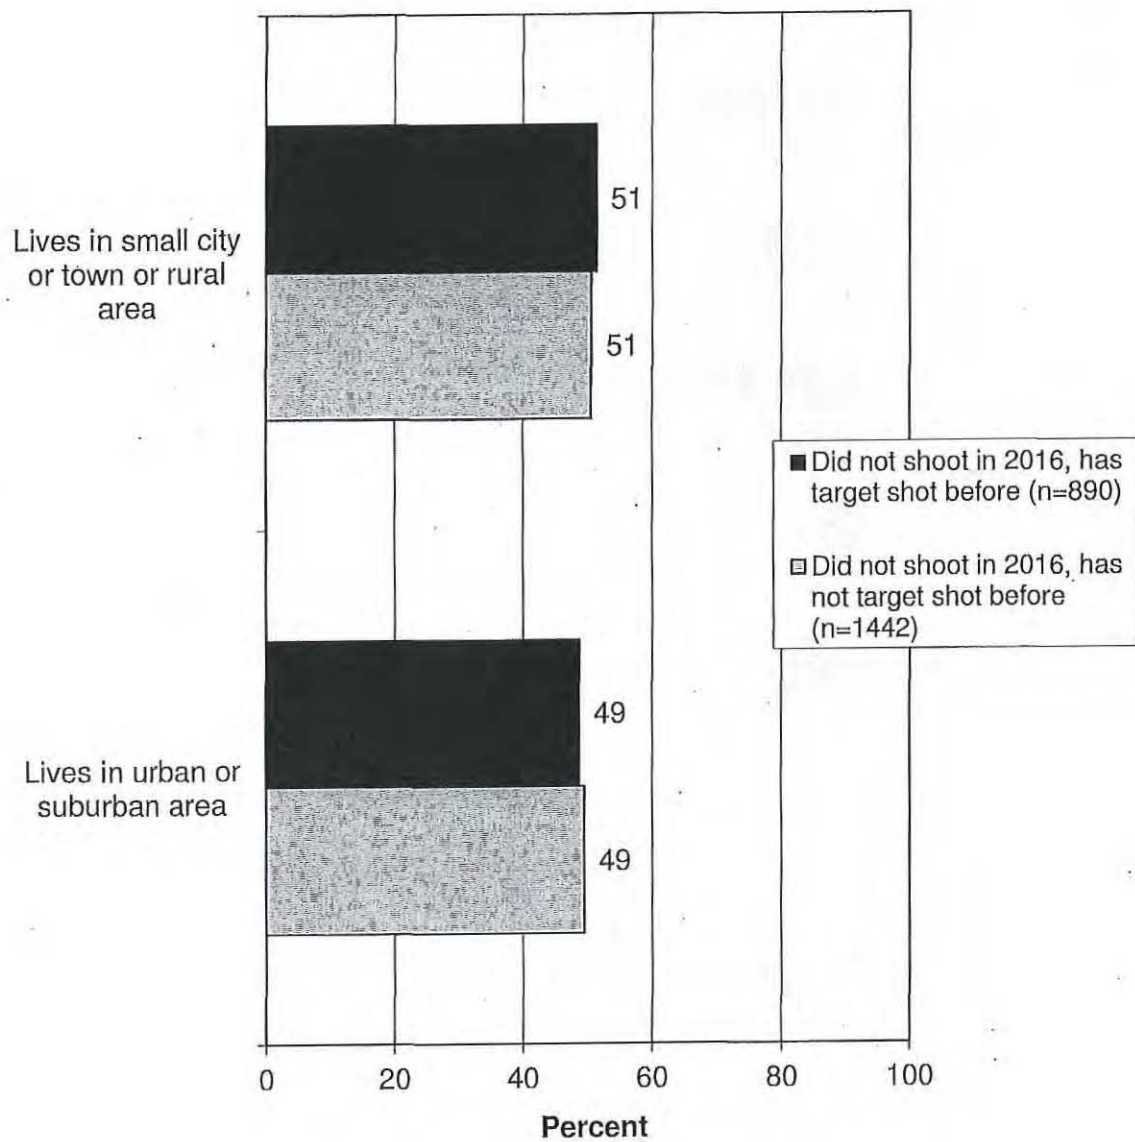 Lives in small city
or town or rural
area
51
51
Lives in urban or
suburban area
49
49
Did not shoot in 2016, has
target shot before (n=890)
Did not shoot in 2016, has
not target shot before
(n=1442)
0 20 40 60 80 100
Percent